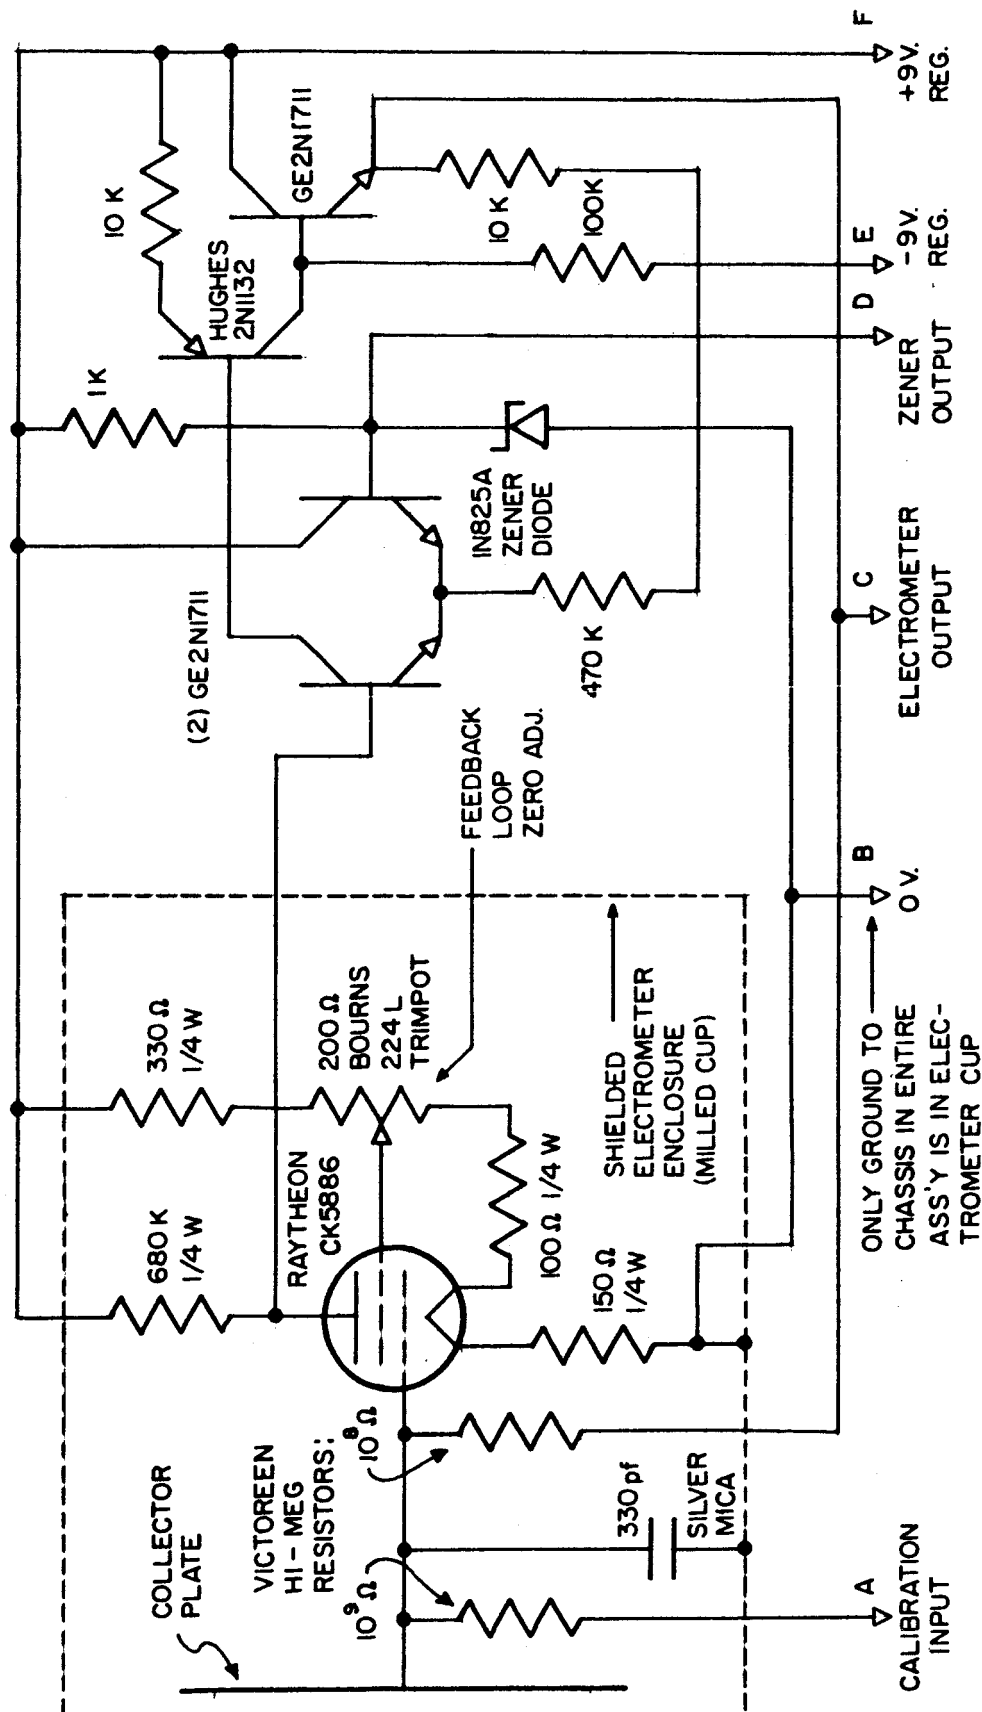 COLLECTOR
PLATE
VICTOREEN
HI - MEG
RESISTORS:
10⁹ Ω
10⁸ Ω
330 pf
SILVER
MICA
680K
1/4 W
330 Ω
1/4 W
RAYTHEON
CK5886
200 Ω
BOURNS
224 L
TRIMPOT
100 Ω 1/4 W
150 Ω
1/4 W
FEEDBACK
LOOP
ZERO ADJ.
SHIELDED
ELECTROMETER
ENCLOSURE
(MILLED CUP)
(2) GE2N1711
1K
HUGHES
2N1132
10 K
GE2N1711
1N825A
ZENER
DIODE
470 K
10 K
100K
A
CALIBRATION
INPUT
ONLY GROUND TO
CHASSIS IN ENTIRE
ASS'Y IS IN ELEC-
TROMETER CUP
B
0 V.
C
ELECTROMETER
OUTPUT
D
ZENER
OUTPUT
E
-9V.
REG.
F
+9V.
REG.